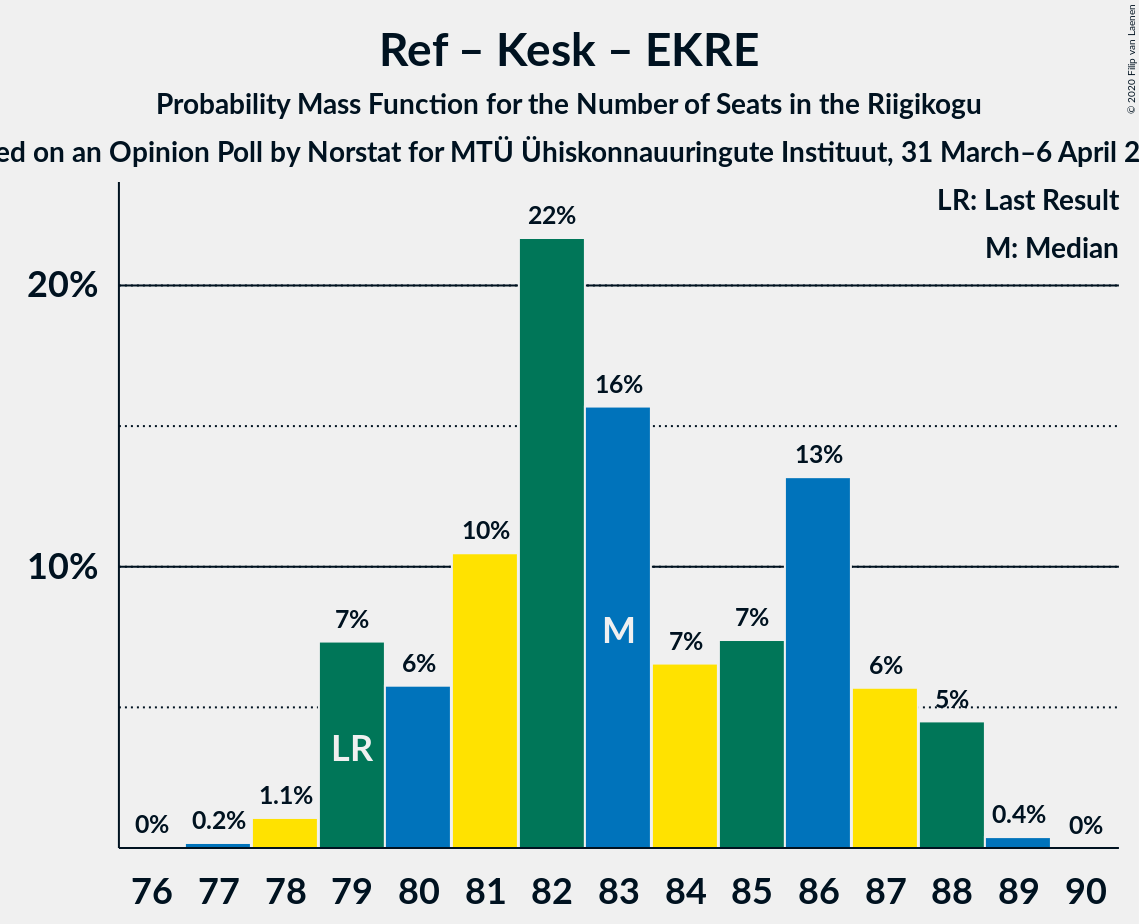 Ref – Kesk – EKRE
Probability Mass Function for the Number of Seats in the Riigikogu
on an Opinion Poll by Norstat for MTÜ Ühiskonnauuringute Instituut, 31 March–6 April
© 2020 Filip van Laenen
LR: Last Result
M: Median
22%
20%
16%
13%
10%
10%
7%
M
7%
7%
6%
6%
5%
LR
1.1%
0%
0.2%
0.4%
0%
76 77 78 79 80 81 82 83 84 85 86 87 88 89 90